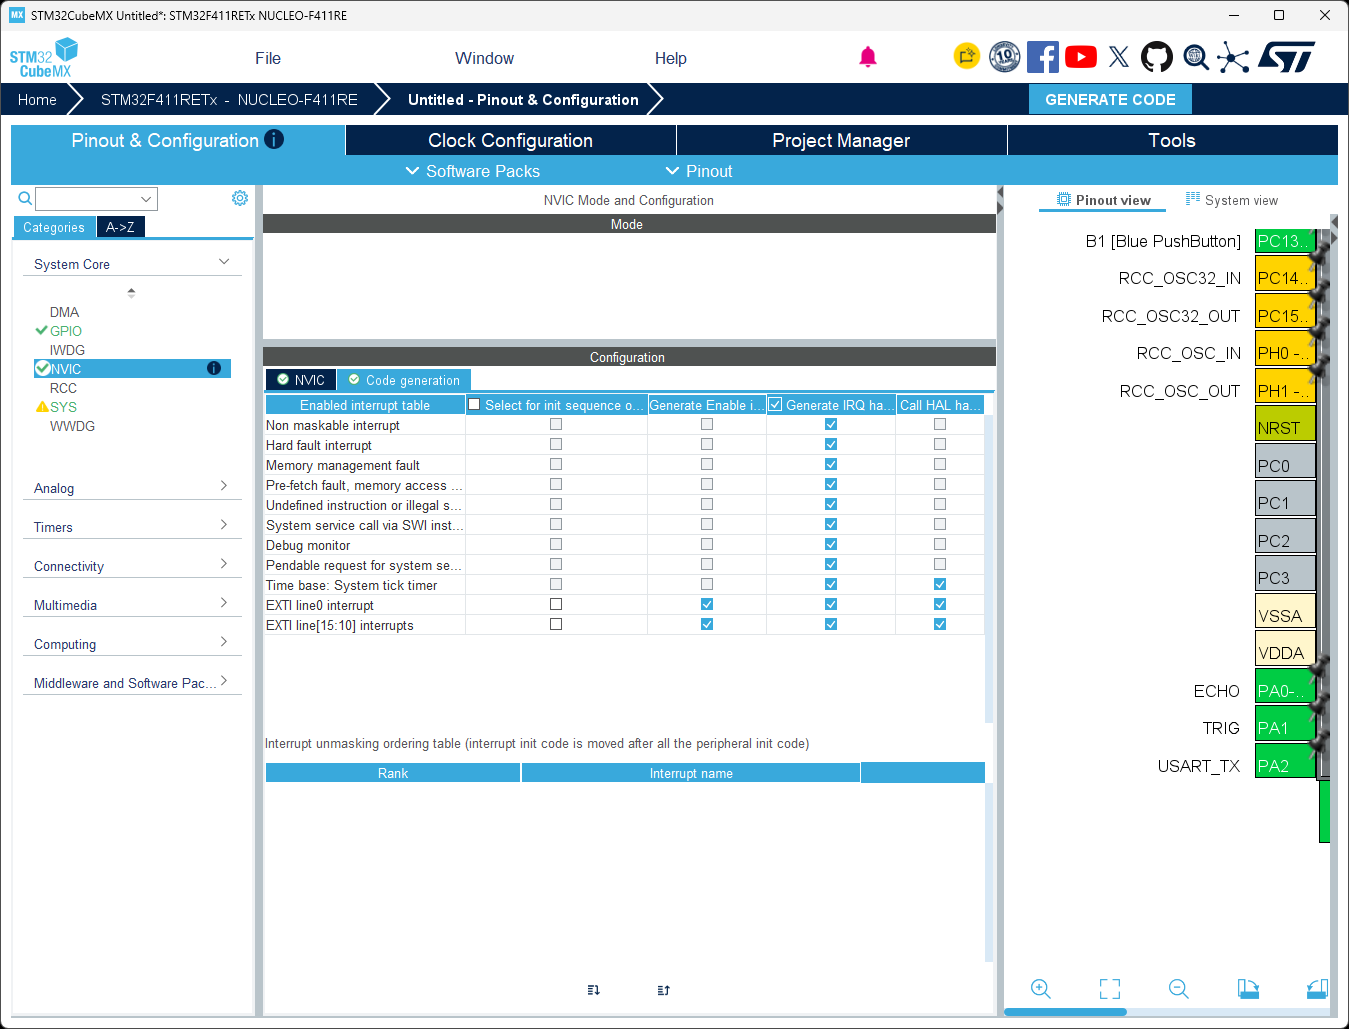 MX STM32CubeMX Untitled*: STM32F411RETx NUCLEO-F411RE
STM32 CubeMX
File Window Help
10
Home STM32F411RETx - NUCLEO-F411RE Untitled - Pinout & Configuration GENERATE CODE
Pinout & Configuration Clock Configuration Project Manager Tools
Software Packs Pinout
Categories A->Z
System Core
DMA
GPIO
IWDG
NVIC
RCC
SYS
WWDG
Analog
Timers
Connectivity
Multimedia
Computing
Middleware and Software Pac...
NVIC Mode and Configuration
Mode
Configuration
NVIC Code generation
Enabled interrupt table Select for init sequence o... Generate Enable i... Generate IRQ ha... Call HAL ha...
Non maskable interrupt
Hard fault interrupt
Memory management fault
Pre-fetch fault, memory access ...
Undefined instruction or illegal s...
System service call via SWI inst...
Debug monitor
Pendable request for system se...
Time base: System tick timer
EXTI line0 interrupt
EXTI line[15:10] interrupts
Interrupt unmasking ordering table (interrupt init code is moved after all the peripheral init code)
Rank Interrupt name
Pinout view System view
B1 [Blue PushButton] PC13..
RCC_OSC32_IN PC14..
RCC_OSC32_OUT PC15..
RCC_OSC_IN PH0 -..
RCC_OSC_OUT PH1 -..
NRST
PC0
PC1
PC2
PC3
VSSA
VDDA
ECHO PA0-..
TRIG PA1
USART_TX PA2